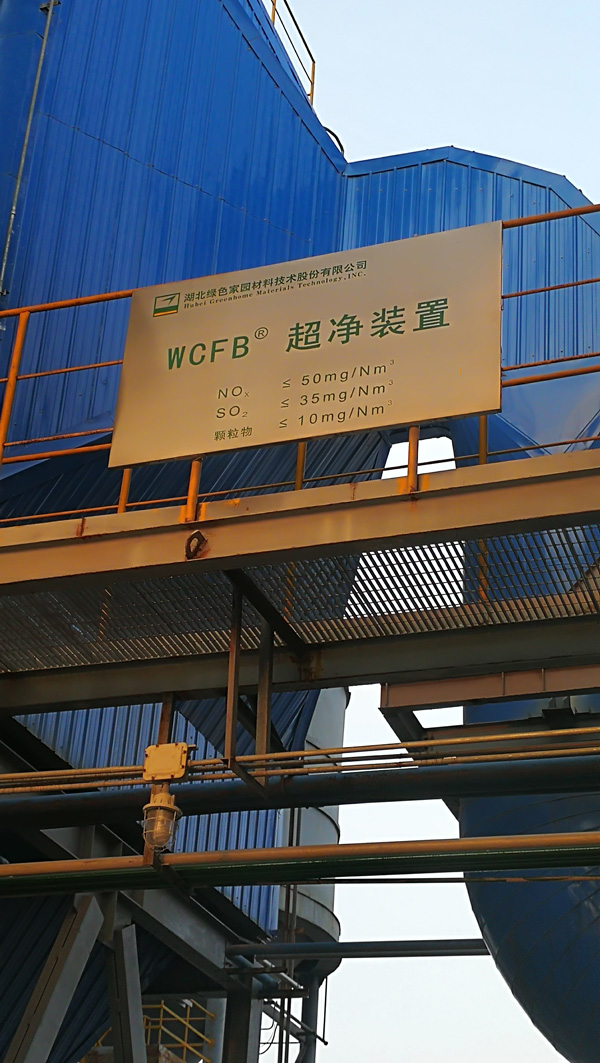 湖北绿色家园材料技术股份有限公司
Hubei Greenhome Materials Technology,INC.
WCFB® 超净装置
NOx ≤ 50mg/Nm³
SO₂ ≤ 35mg/Nm³
颗粒物 ≤ 10mg/Nm³